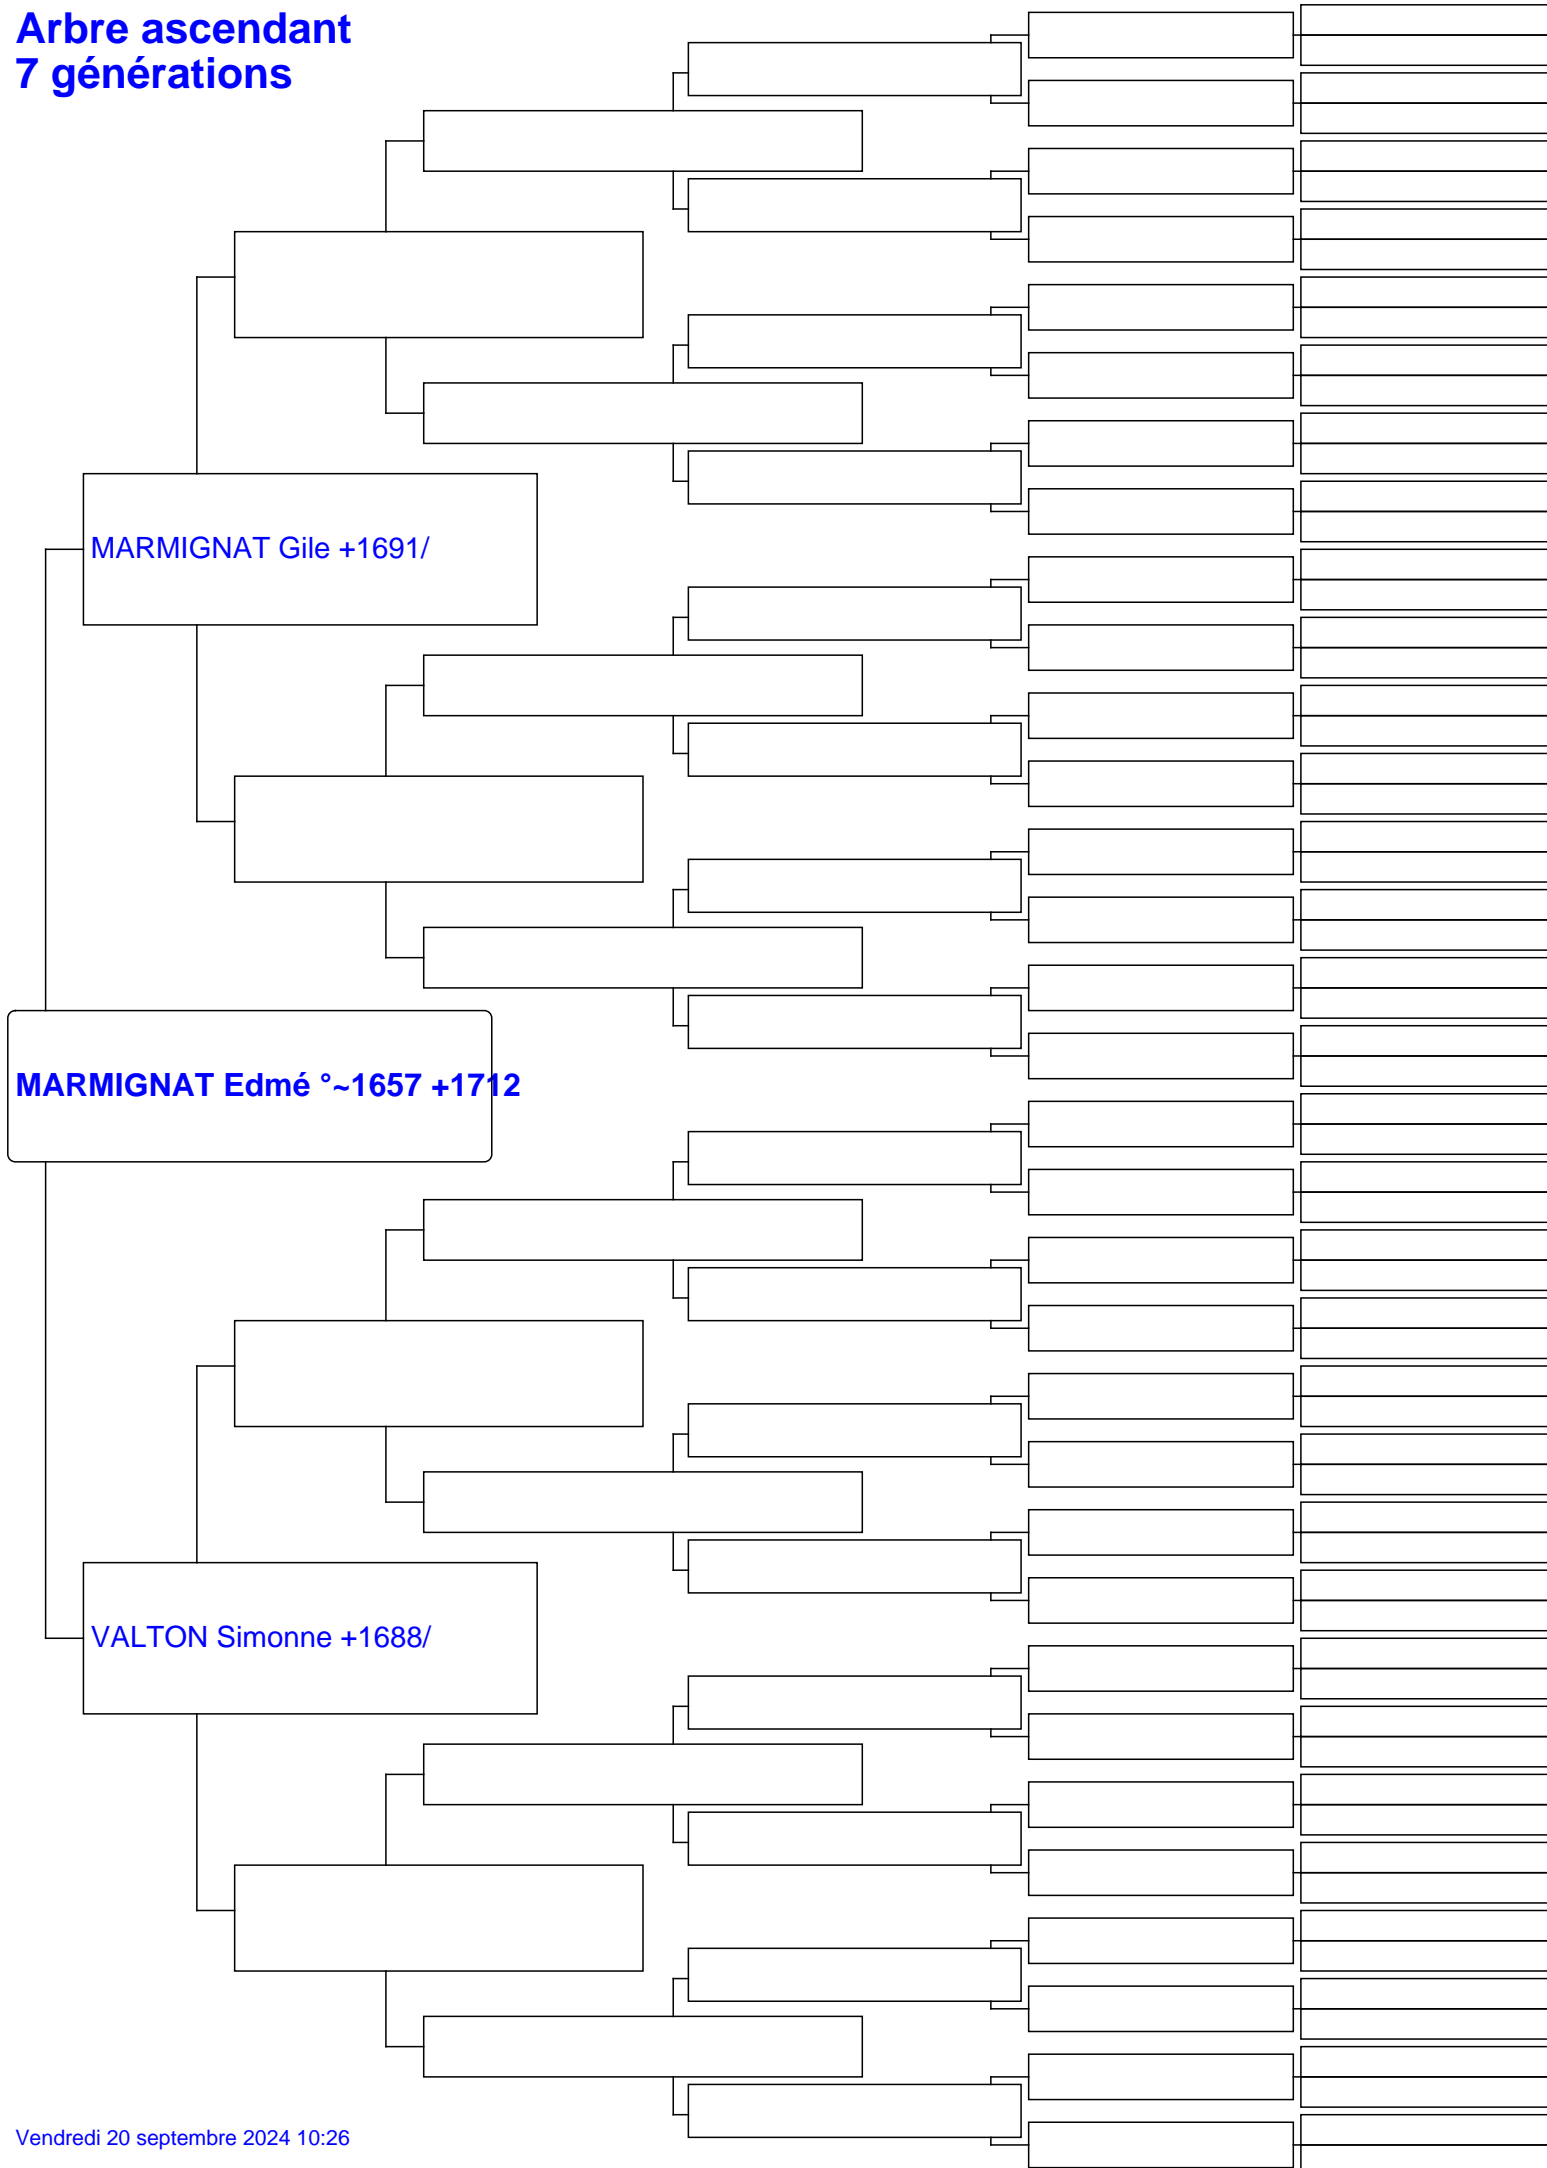 Arbre ascendant
7 générations
MARMIGNAT Gile +1691/
MARMIGNAT Edmé °~1657 +1712
VALTON Simonne +1688/
Vendredi 20 septembre 2024 10:26